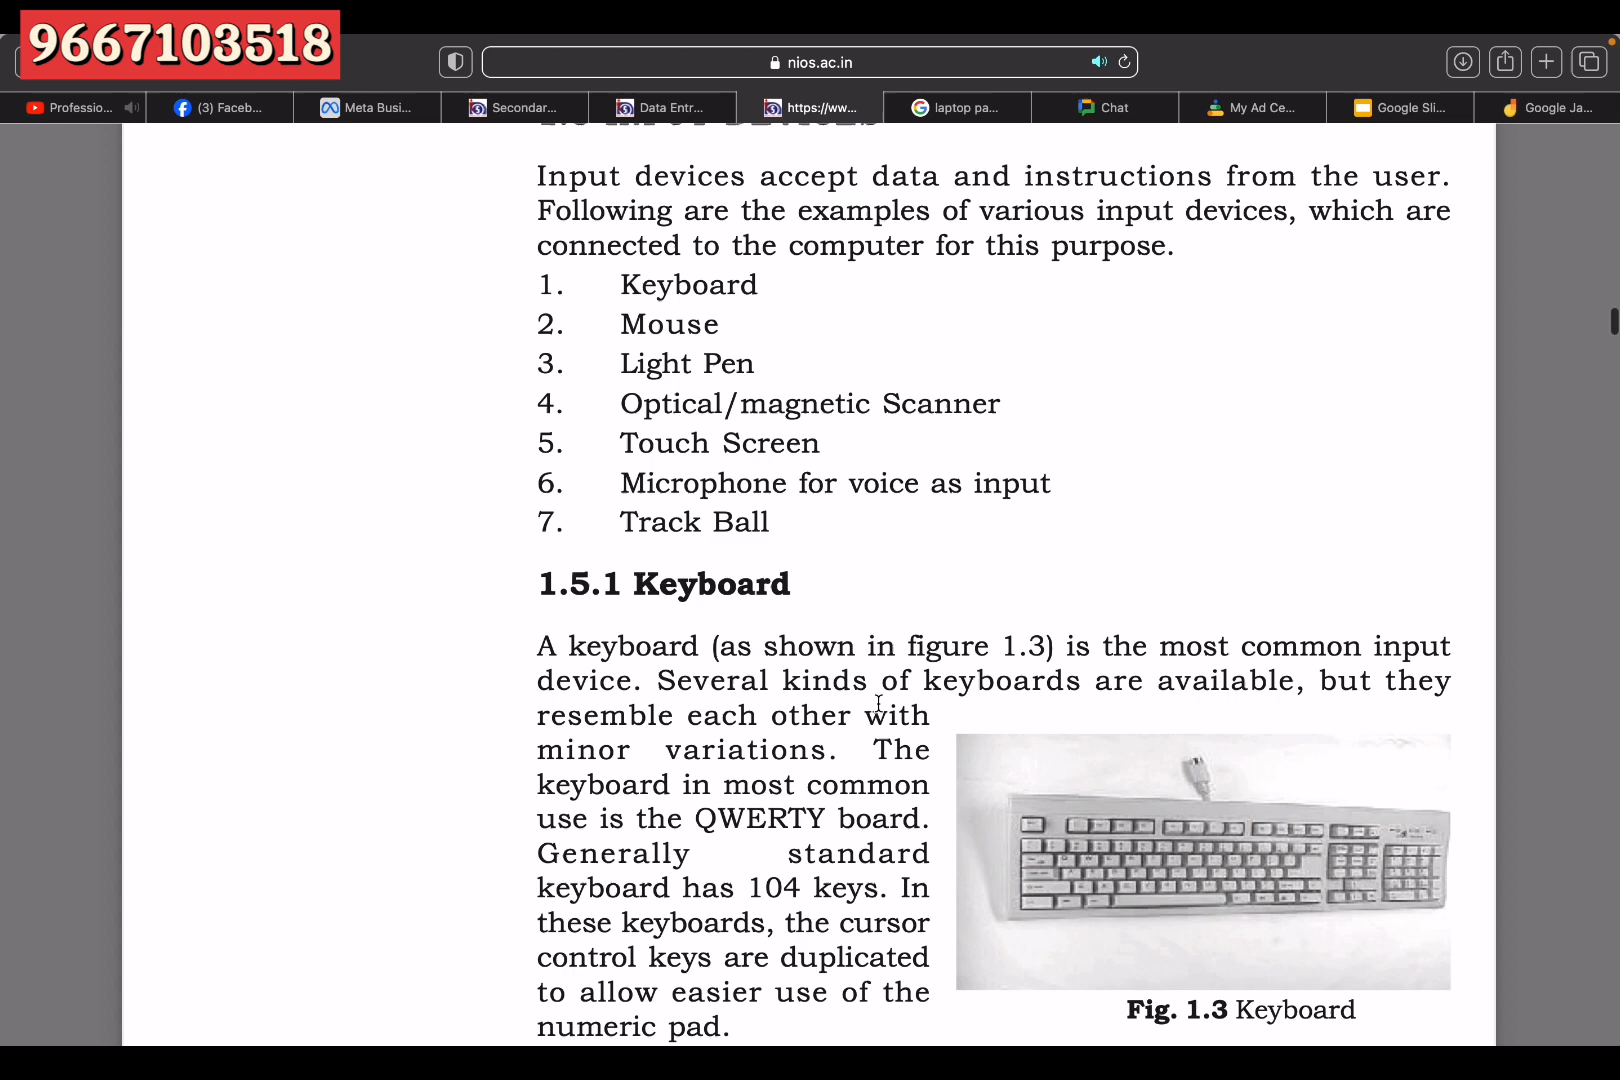 9667103518
nios.ac.in
Professio...
(3) Faceb...
Meta Busi...
Secondar...
Data Entr...
https://ww...
laptop pa...
Chat
My Ad Ce...
Google Sli...
Google Ja...
Input devices accept data and instructions from the user.
Following are the examples of various input devices, which are
connected to the computer for this purpose.
1. Keyboard
2. Mouse
3. Light Pen
4. Optical/magnetic Scanner
5. Touch Screen
6. Microphone for voice as input
7. Track Ball
1.5.1 Keyboard
A keyboard (as shown in figure 1.3) is the most common input
device. Several kinds of keyboards are available, but they
resemble each other with
minor variations. The
keyboard in most common
use is the QWERTY board.
Generally standard
keyboard has 104 keys. In
these keyboards, the cursor
control keys are duplicated
to allow easier use of the
numeric pad.
Fig. 1.3 Keyboard